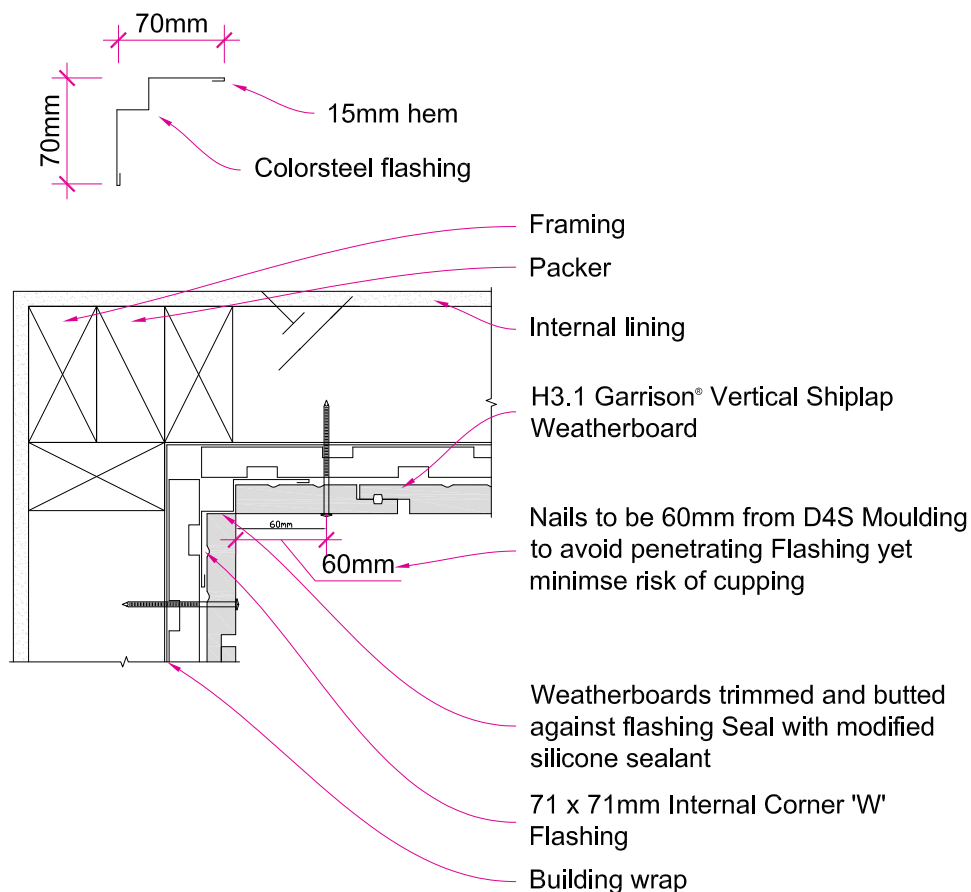 70mm
70mm
15mm hem
Colorsteel flashing
Framing
Packer
Internal lining
H3.1 Garrison® Vertical Shiplap
Weatherboard
60mm
60mm
Nails to be 60mm from D4S Moulding
to avoid penetrating Flashing yet
minimse risk of cupping
Weatherboards trimmed and butted
against flashing Seal with modified
silicone sealant
71 x 71mm Internal Corner 'W'
Flashing
Building wrap